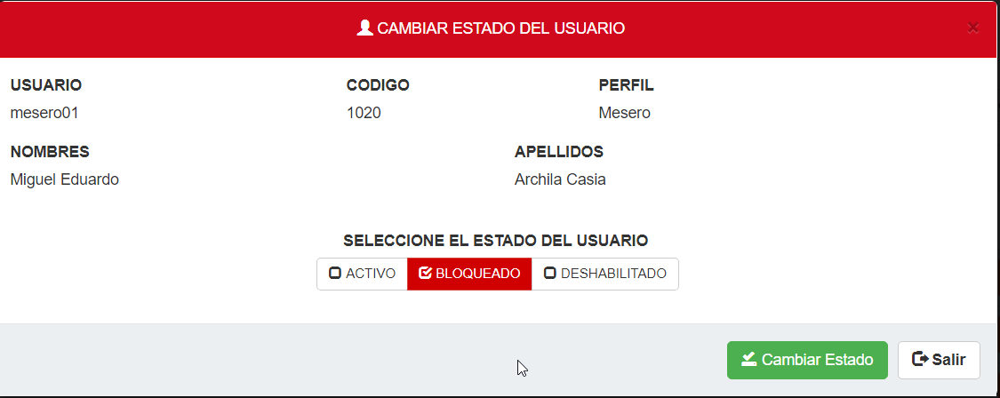 CAMBIAR ESTADO DEL USUARIO ×
USUARIO CODIGO PERFIL
mesero01 1020 Mesero
NOMBRES APELLIDOS
Miguel Eduardo Archila Casia
SELECCIONE EL ESTADO DEL USUARIO
ACTIVO BLOQUEADO DESHABILITADO
Cambiar Estado Salir